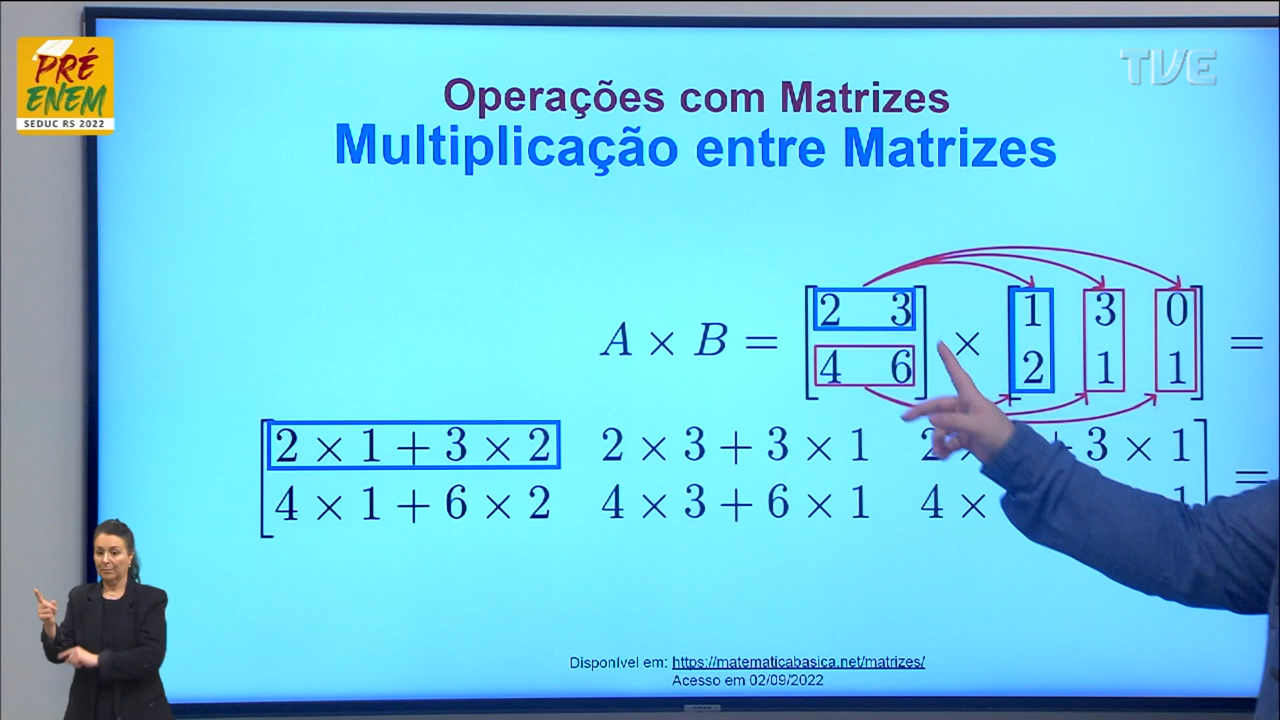 PRÉ
ENEM
SEDUC RS 2022
TVE
Operações com Matrizes
Multiplicação entre Matrizes
A × B = [2 3] × [1 3 0] =
[4 6] [2 1 1]
[2 × 1 + 3 × 2 2 × 3 + 3 × 1 2 + 3 × 1] =
4 × 1 + 6 × 2 4 × 3 + 6 × 1 4 × 1
Disponível em: https://matematicabasica.net/matrizes/
Acesso em 02/09/2022